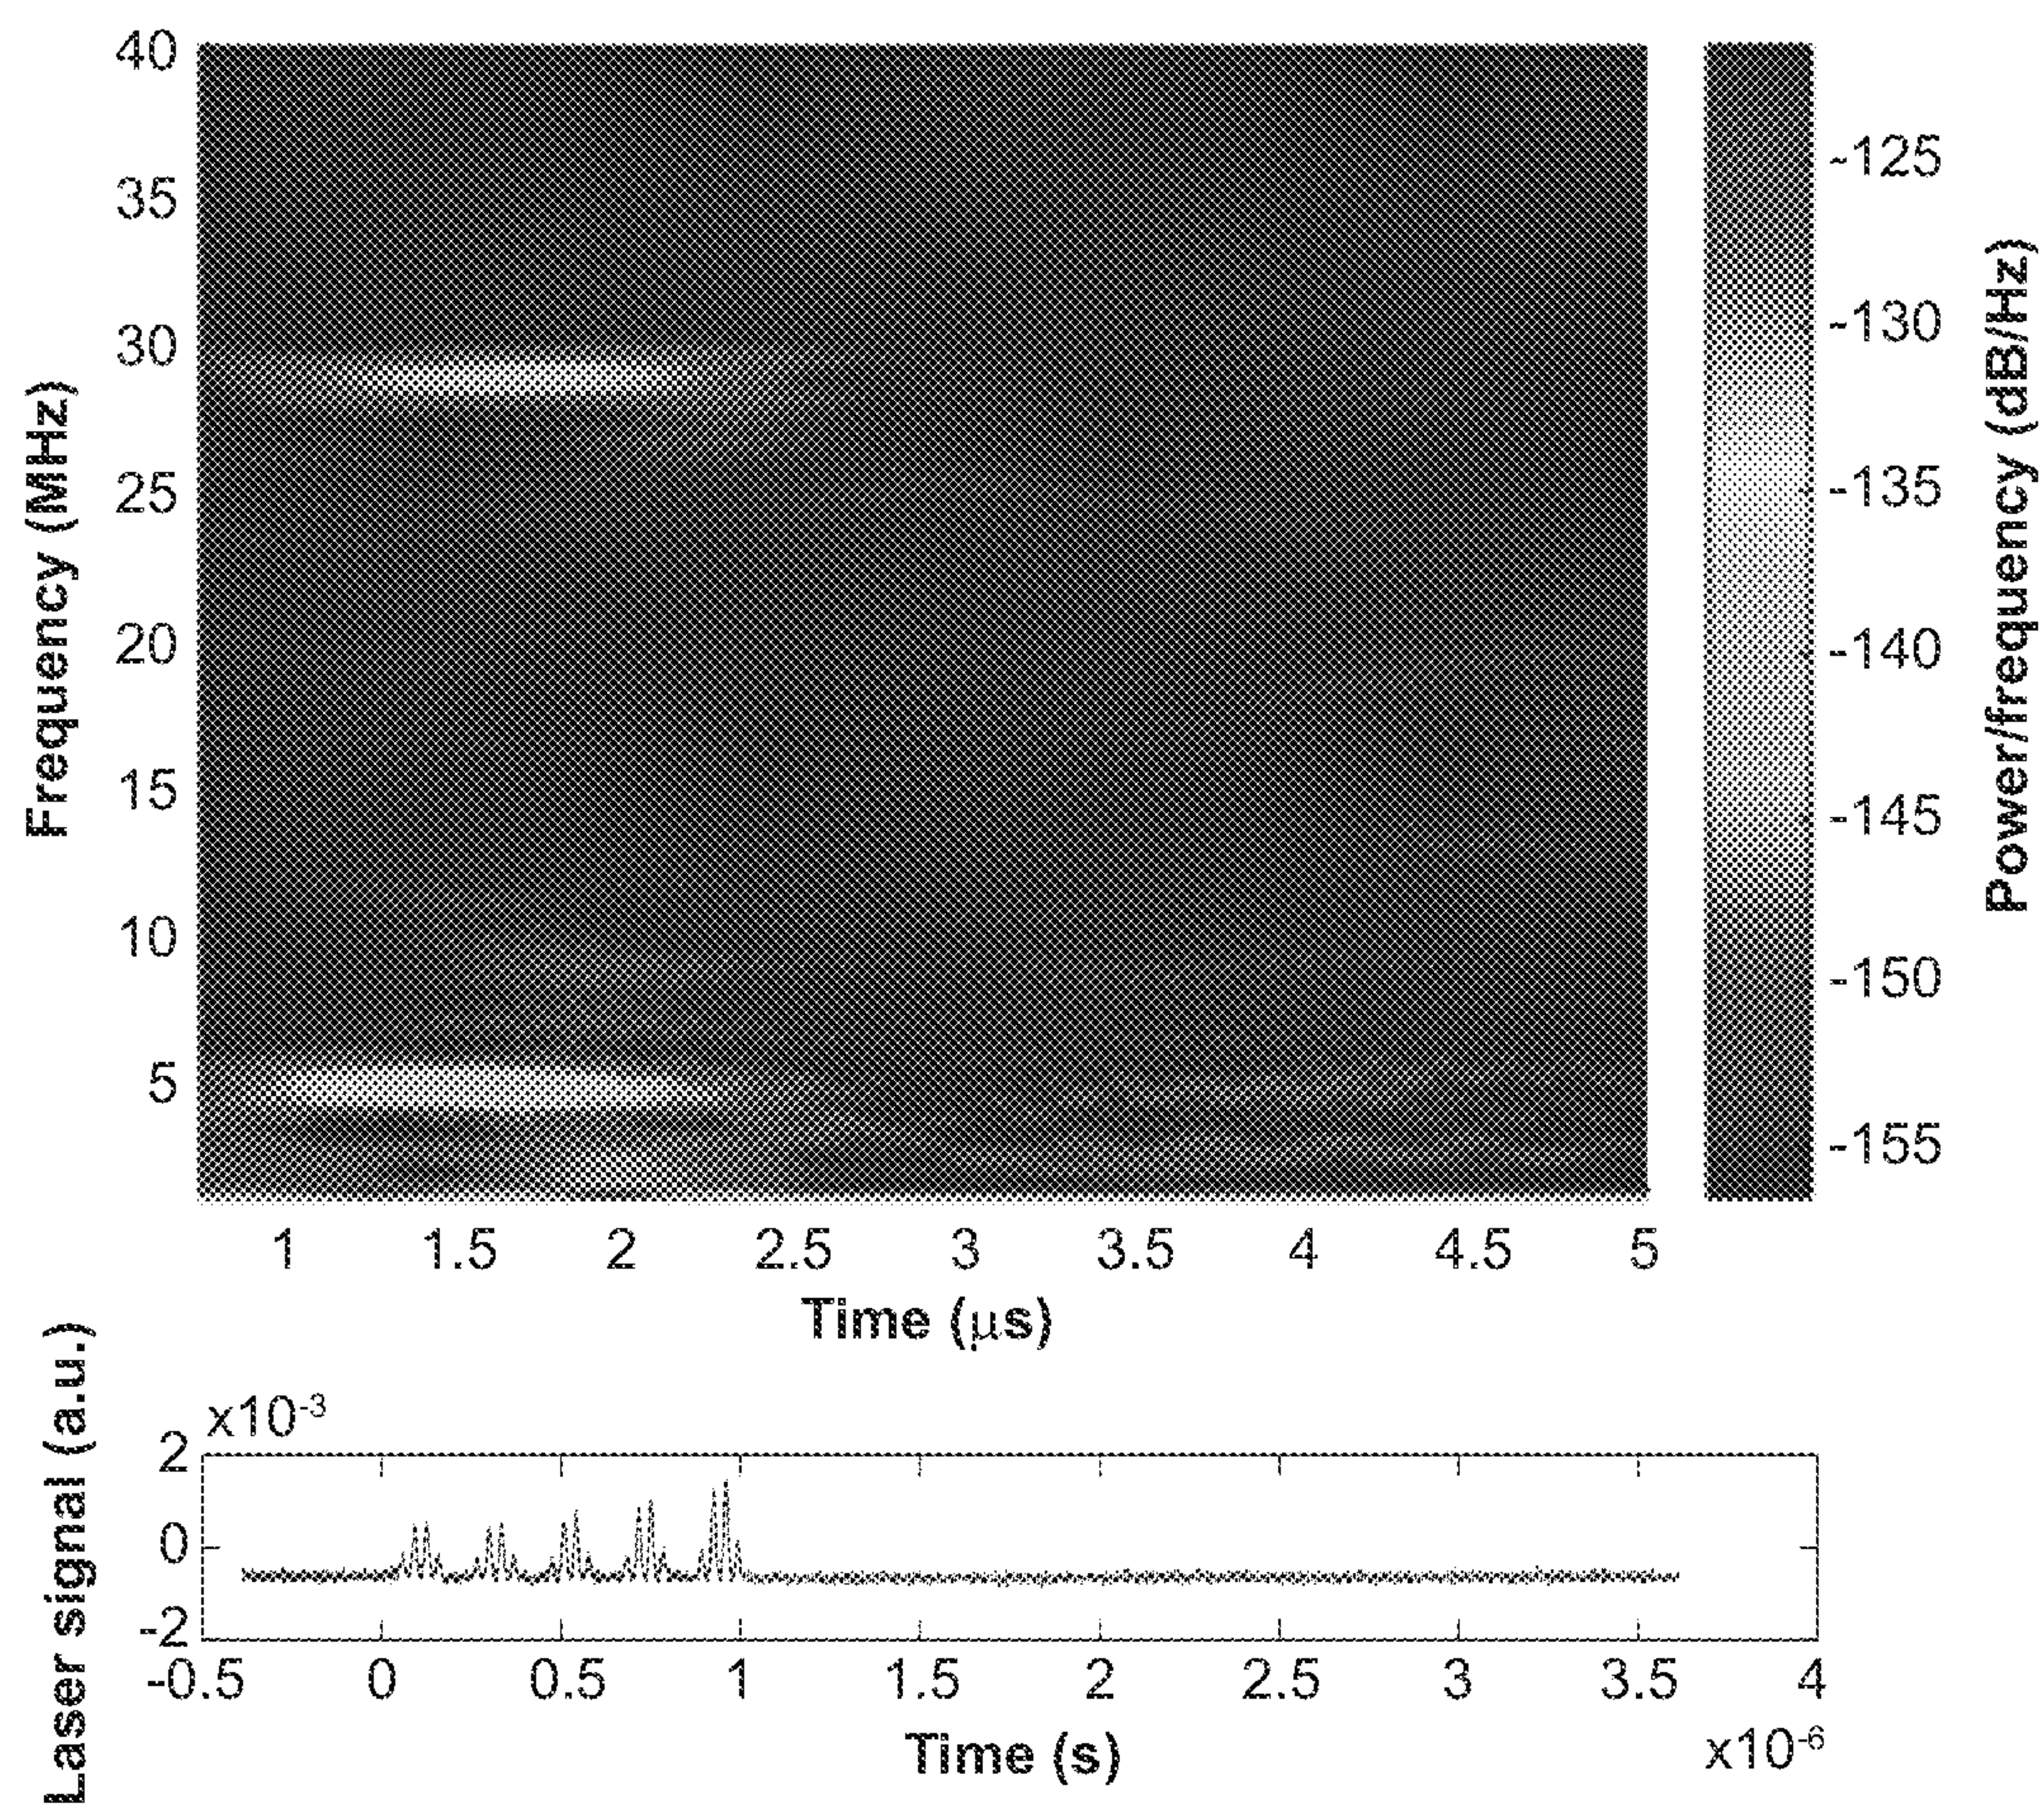 40
35
30
25
20
15
10
5
Frequency (MHz)
1 1.5 2 2.5 3 3.5 4 4.5 5
Time (μs)
-125
-130
-135
-140
-145
-150
-155
Power/frequency (dB/Hz)
x10-3
2
0
-2
Laser signal (a.u.)
-0.5 0 0.5 1 1.5 2 2.5 3 3.5 4
Time (s)
x10-6